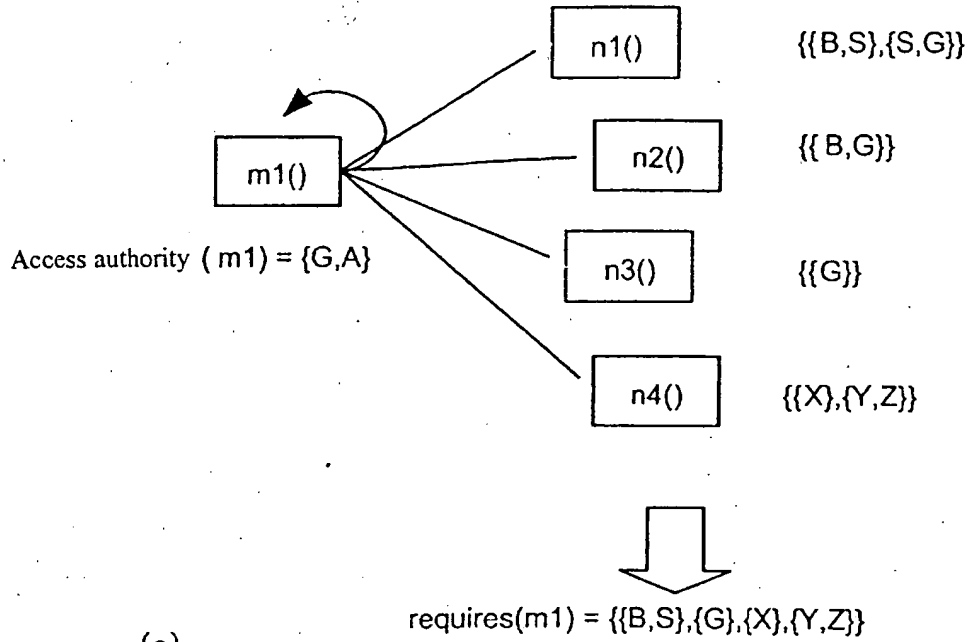 n1()
{{B,S},{S,G}}
n2()
{{ B,G}}
m1()
Access authority ( m1) = {G,A}
n3()
{{G}}
n4()
{{X},{Y,Z}}
requires(m1) = {{B,S},{G},{X},{Y,Z}}